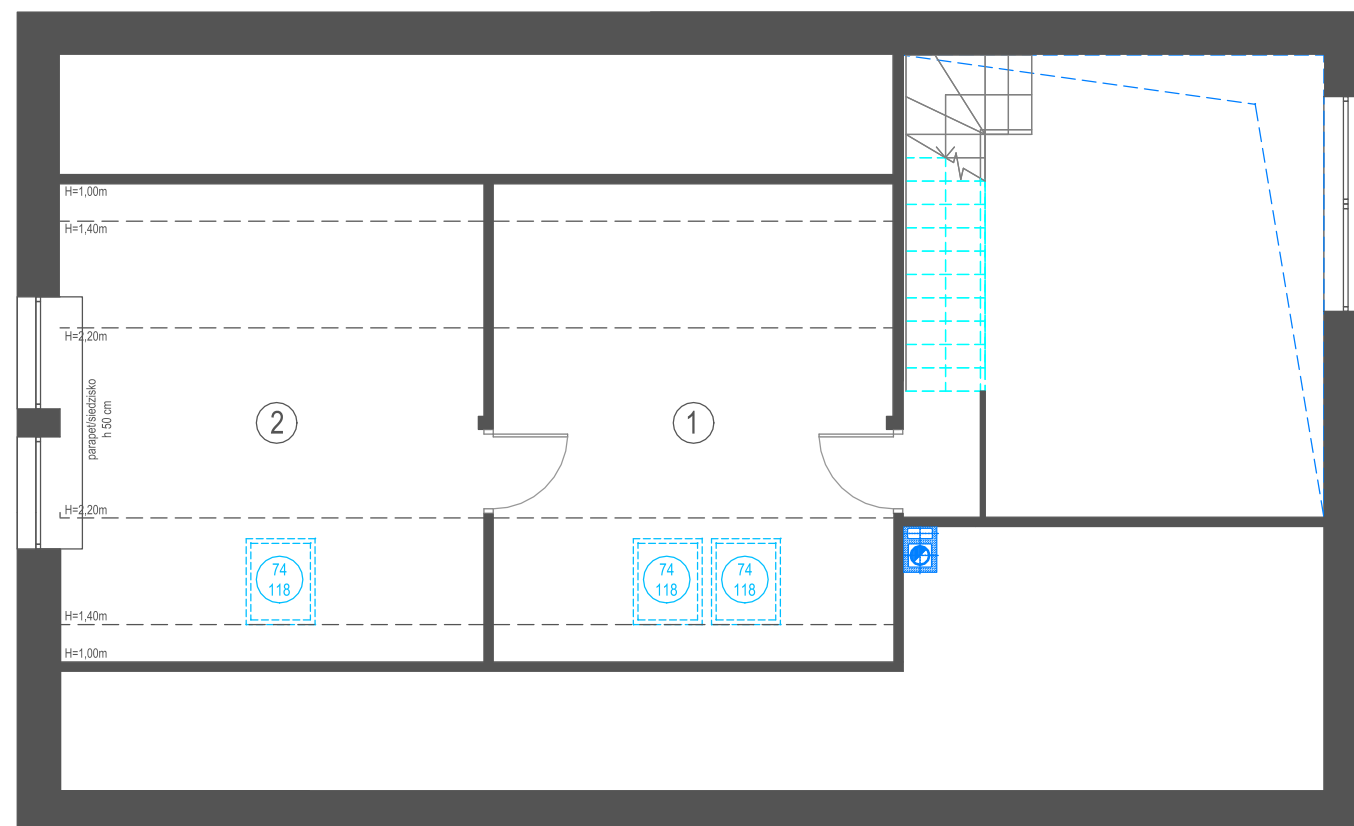 H=1,00m
H=1,40m
H=2,20m
parapet/siedzisko
h 50 cm
2
1
H=2,20m
74
118
74
118
74
118
H=1,40m
H=1,00m